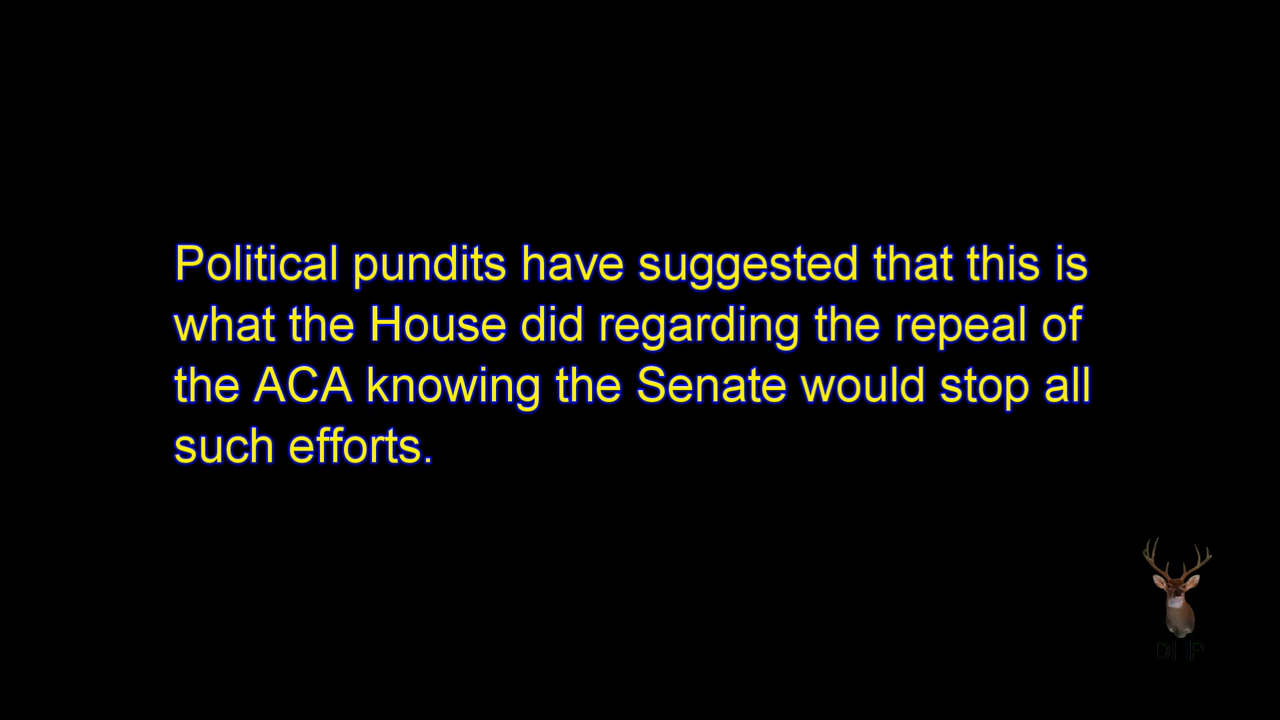 Political pundits have suggested that this is
what the House did regarding the repeal of
the ACA knowing the Senate would stop all
such efforts.